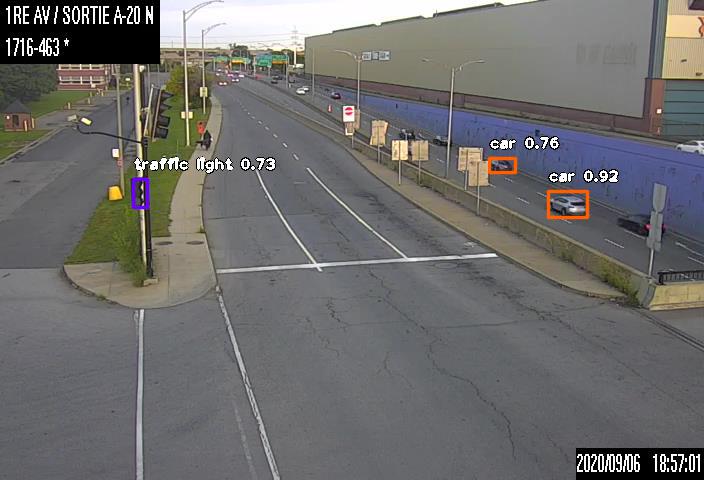 1RE AV / SORTIE A-20 N
1716-463 *
car 0.76
traffic light 0.73
car 0.92
2020/09/06 18:57:01